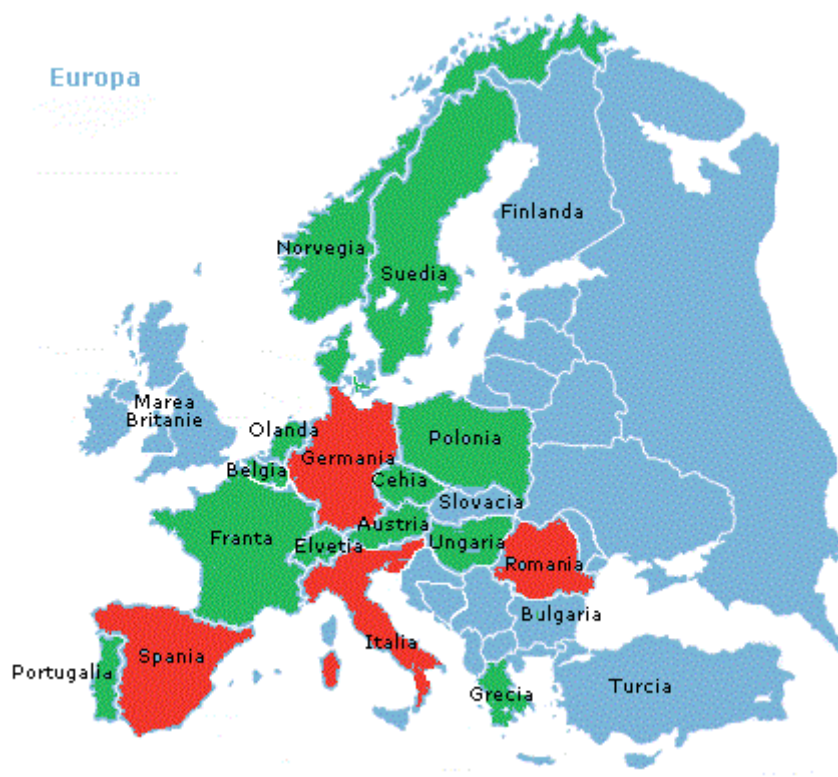 Europa
Finlanda
Norvegia
Suedia
Marea
Britanie
Olanda
Polonia
Germania
Belgia
Cehia
Slovacia
Austria
Franta
Elvetia
Ungaria
Romania
Bulgaria
Italia
Spania
Portugalia
Grecia
Turcia